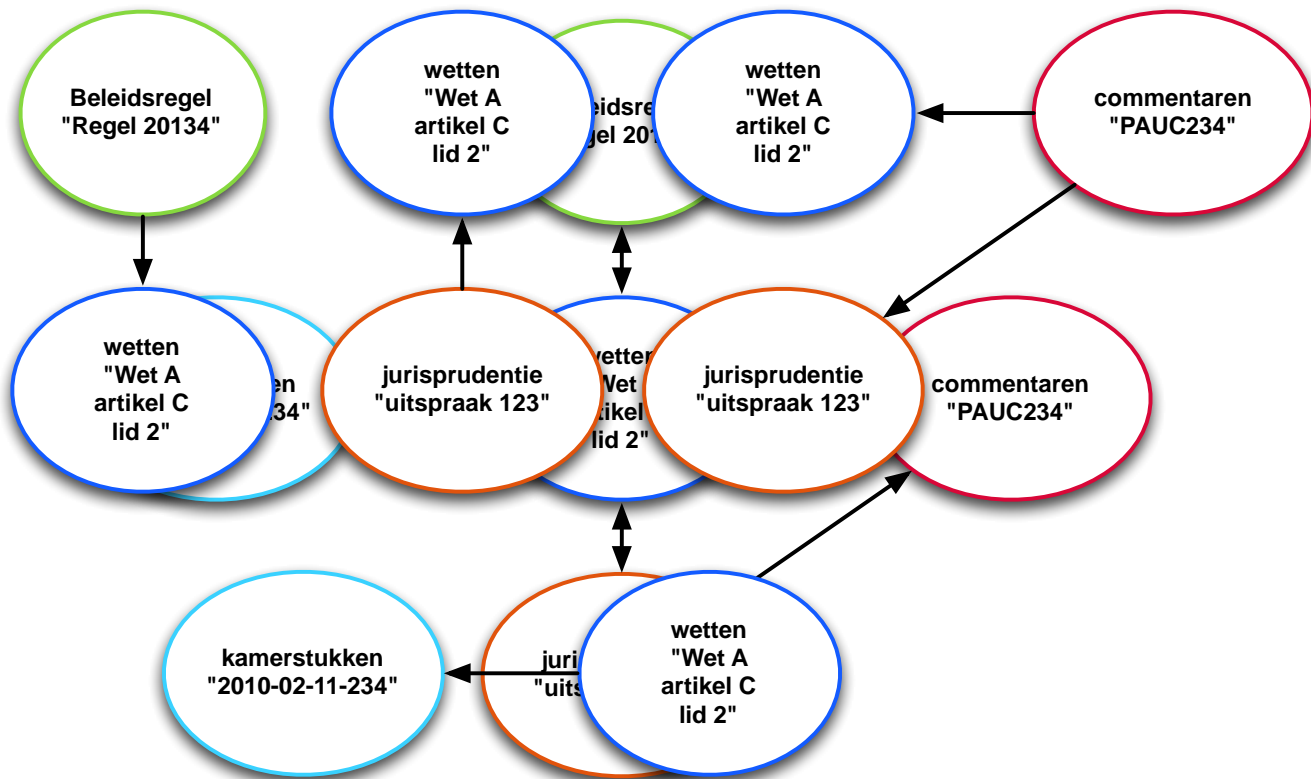 Beleidsregel
"Regel 20134"
wetten
"Wet A
artikel C
lid 2"
wetten
"Wet A
artikel C
lid 2"
commentaren
"PAUC234"
wetten
"Wet A
artikel C
lid 2"
jurisprudentie
"uitspraak 123"
lid 2"
jurisprudentie
"uitspraak 123"
commentaren
"PAUC234"
kamerstukken
"2010-02-11-234"
wetten
"Wet A
artikel C
lid 2"